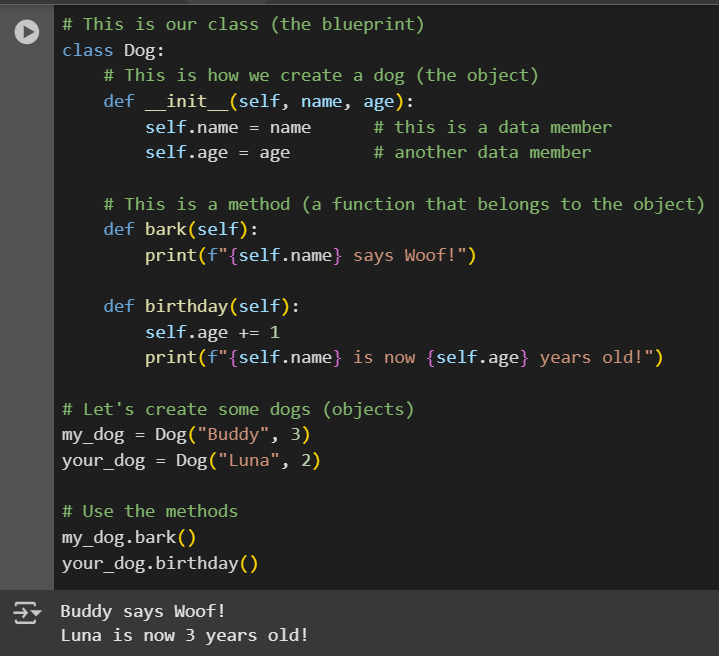 # This is our class (the blueprint)
class Dog:
    # This is how we create a dog (the object)
    def __init__(self, name, age):
        self.name = name      # this is a data member
        self.age = age        # another data member

    # This is a method (a function that belongs to the object)
    def bark(self):
        print(f"{self.name} says Woof!")

    def birthday(self):
        self.age += 1
        print(f"{self.name} is now {self.age} years old!")

# Let's create some dogs (objects)
my_dog = Dog("Buddy", 3)
your_dog = Dog("Luna", 2)

# Use the methods
my_dog.bark()
your_dog.birthday()
Buddy says Woof!
Luna is now 3 years old!